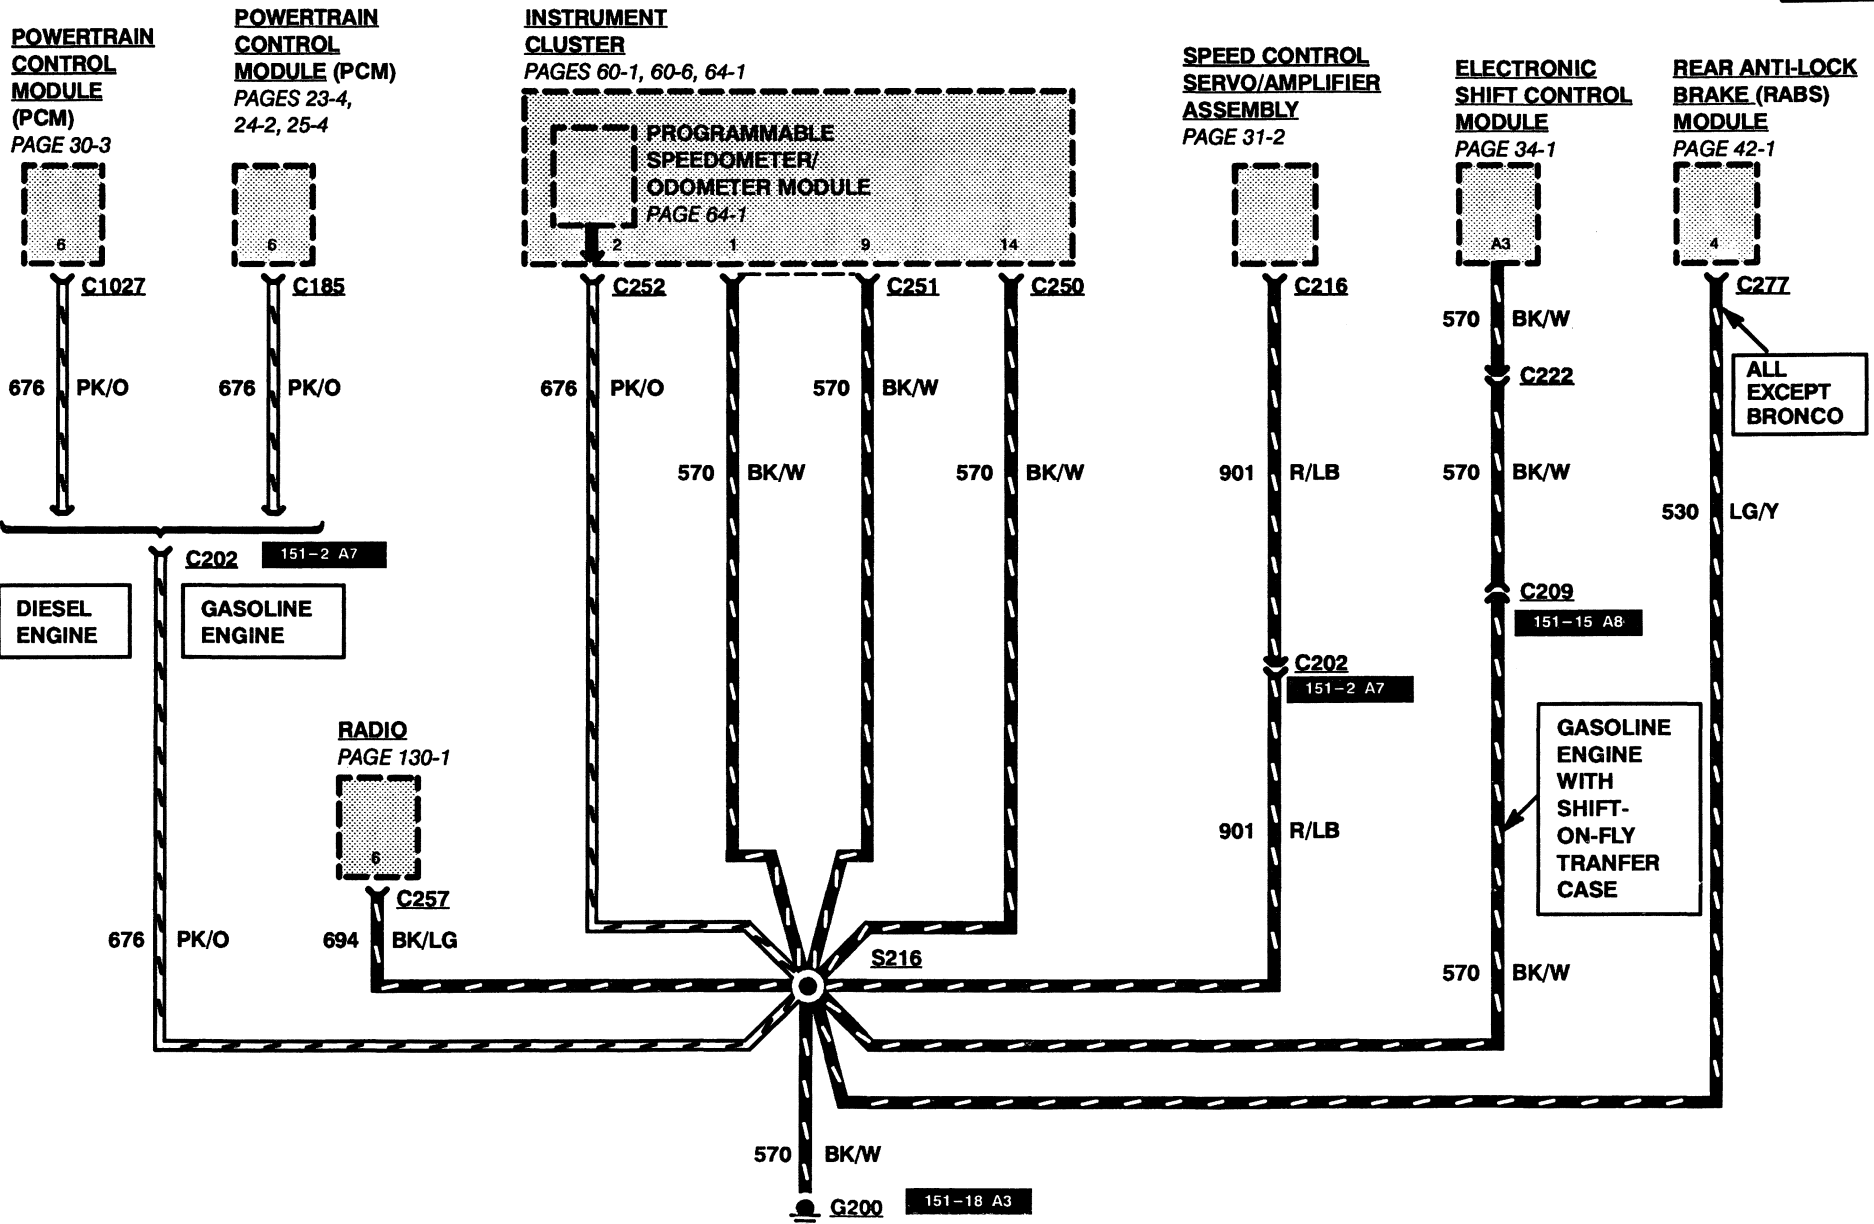 POWERTRAIN
CONTROL
MODULE
(PCM)
PAGE 30-3
6
C1027
676 PK/O
POWERTRAIN
CONTROL
MODULE (PCM)
PAGES 23-4,
24-2, 25-4
6
C185
676 PK/O
INSTRUMENT
CLUSTER
PAGES 60-1, 60-6, 64-1
PROGRAMMABLE
SPEEDOMETER/
ODOMETER MODULE
PAGE 64-1
2 1 9 14
C252 C251 C250
676 PK/O
570 BK/W
570 BK/W
570 BK/W
SPEED CONTROL
SERVO/AMPLIFIER
ASSEMBLY
PAGE 31-2
C216
901 R/LB
C202
151-2 A7
901 R/LB
ELECTRONIC
SHIFT CONTROL
MODULE
PAGE 34-1
A3
570 BK/W
C222
570 BK/W
C209
151-15 A8
GASOLINE
ENGINE
WITH
SHIFT-
ON-FLY
TRANFER
CASE
570 BK/W
REAR ANTI-LOCK
BRAKE (RABS)
MODULE
PAGE 42-1
4
C277
ALL
EXCEPT
BRONCO
530 LG/Y
C202
151-2 A7
DIESEL
ENGINE
GASOLINE
ENGINE
676 PK/O
RADIO
PAGE 130-1
6
C257
694 BK/LG
S216
570 BK/W
G200
151-18 A3